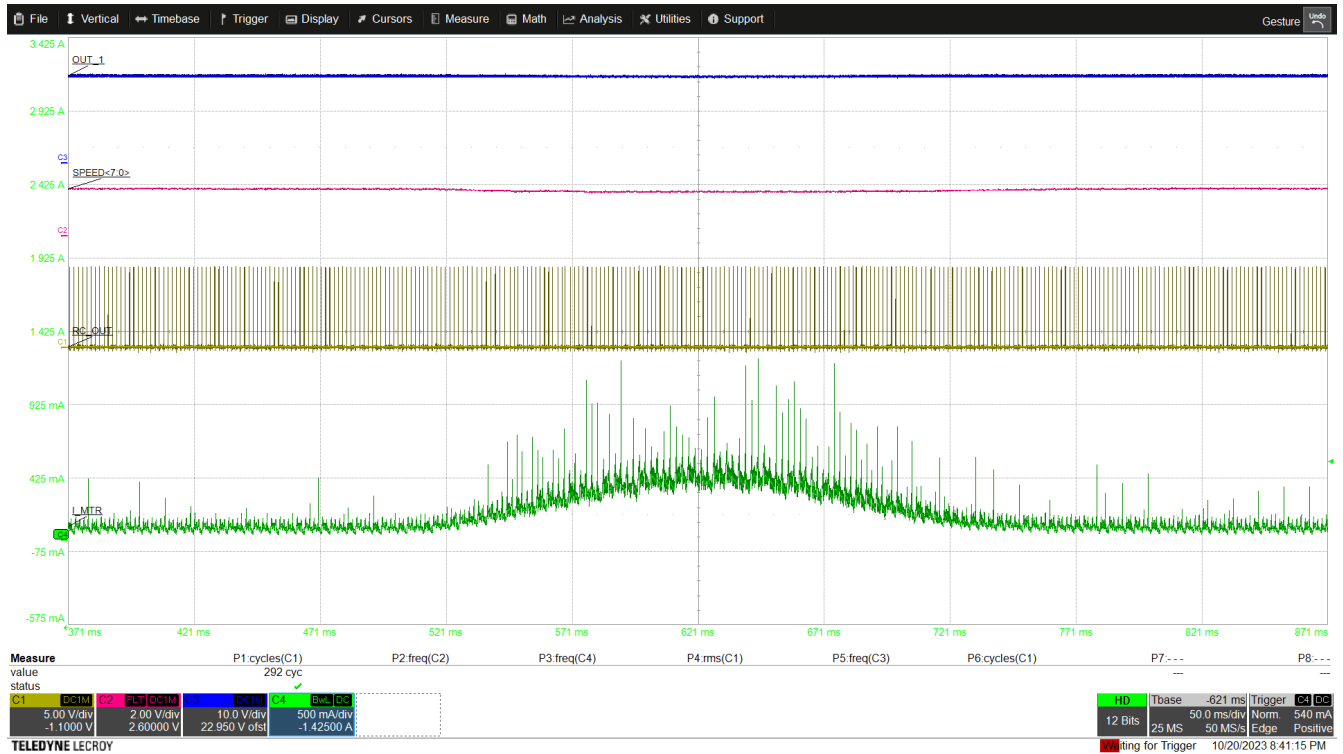 File Vertical Timebase Trigger Display Cursors Measure Math Analysis Utilities Support Gesture Undo
3.425 A
OUT_1
2.925 A
C3
SPEED<7:0>
2.425 A
C2
1.925 A
1.425 A RC_OUT
C1
925 mA
425 mA
I_MTR
C4
-75 mA
-575 mA
371 ms 421 ms 471 ms 521 ms 571 ms 621 ms 671 ms 721 ms 771 ms 821 ms 871 ms
Measure P1:cycles(C1) P2:freq(C2) P3:freq(C4) P4:rms(C1) P5:freq(C3) P6:cycles(C1) P7:- - - P8:- - -
value 292 cyc --- ---
status ✓
C1 DC1M C2 FLT DC1M C3 DC1M C4 BwL DC HD Tbase -621 ms Trigger C4 DC
5.00 V/div 2.00 V/div 10.0 V/div 500 mA/div 12 Bits 50.0 ms/div Norm. 540 mA
-1.1000 V 2.60000 V 22.950 V ofst -1.42500 A 25 MS 50 MS/s Edge Positive
TELEDYNE LECROY Waiting for Trigger 10/20/2023 8:41:15 PM